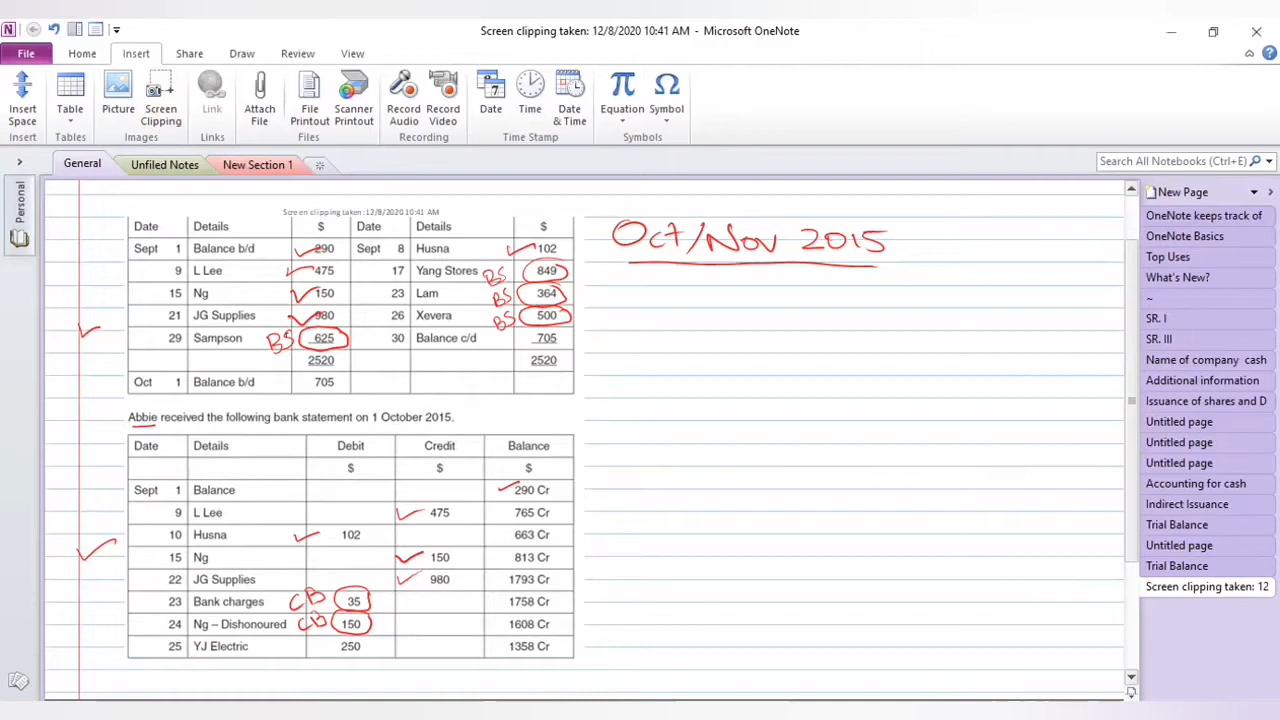 Screen clipping taken: 12/8/2020 10:41 AM - Microsoft OneNote
File Home Insert Share Draw Review View
Insert Space Table Picture Screen Clipping Link Attach File File Printout Scanner Printout Record Audio Record Video Date Time Date & Time Equation Symbol
Insert Tables Images Links Files Recording Time Stamp Symbols
General Unfiled Notes New Section 1 Search All Notebooks (Ctrl+E)
Personal
Screen clipping taken: 12/8/2020 10:41 AM
Date Details $ Date Details $
Sept 1 Balance b/d 290 Sept 8 Husna 102
9 L Lee 475 17 Yang Stores BS 849
15 Ng 150 23 Lam BS 364
21 JG Supplies 980 26 Xevera BS 500
29 Sampson BS 625 30 Balance c/d 705
2520 2520
Oct 1 Balance b/d 705
Oct/Nov 2015
Abbie received the following bank statement on 1 October 2015.
Date Details Debit Credit Balance
$ $ $
Sept 1 Balance 290 Cr
9 L Lee 475 765 Cr
10 Husna 102 663 Cr
15 Ng 150 813 Cr
22 JG Supplies 980 1793 Cr
23 Bank charges CB 35 1758 Cr
24 Ng – Dishonoured CB 150 1608 Cr
25 YJ Electric 250 1358 Cr
New Page
OneNote keeps track of
OneNote Basics
Top Uses
What's New?
~
SR. I
SR. III
Name of company cash
Additional information
Issuance of shares and D
Untitled page
Untitled page
Untitled page
Accounting for cash
Indirect Issuance
Trial Balance
Untitled page
Trial Balance
Screen clipping taken: 12